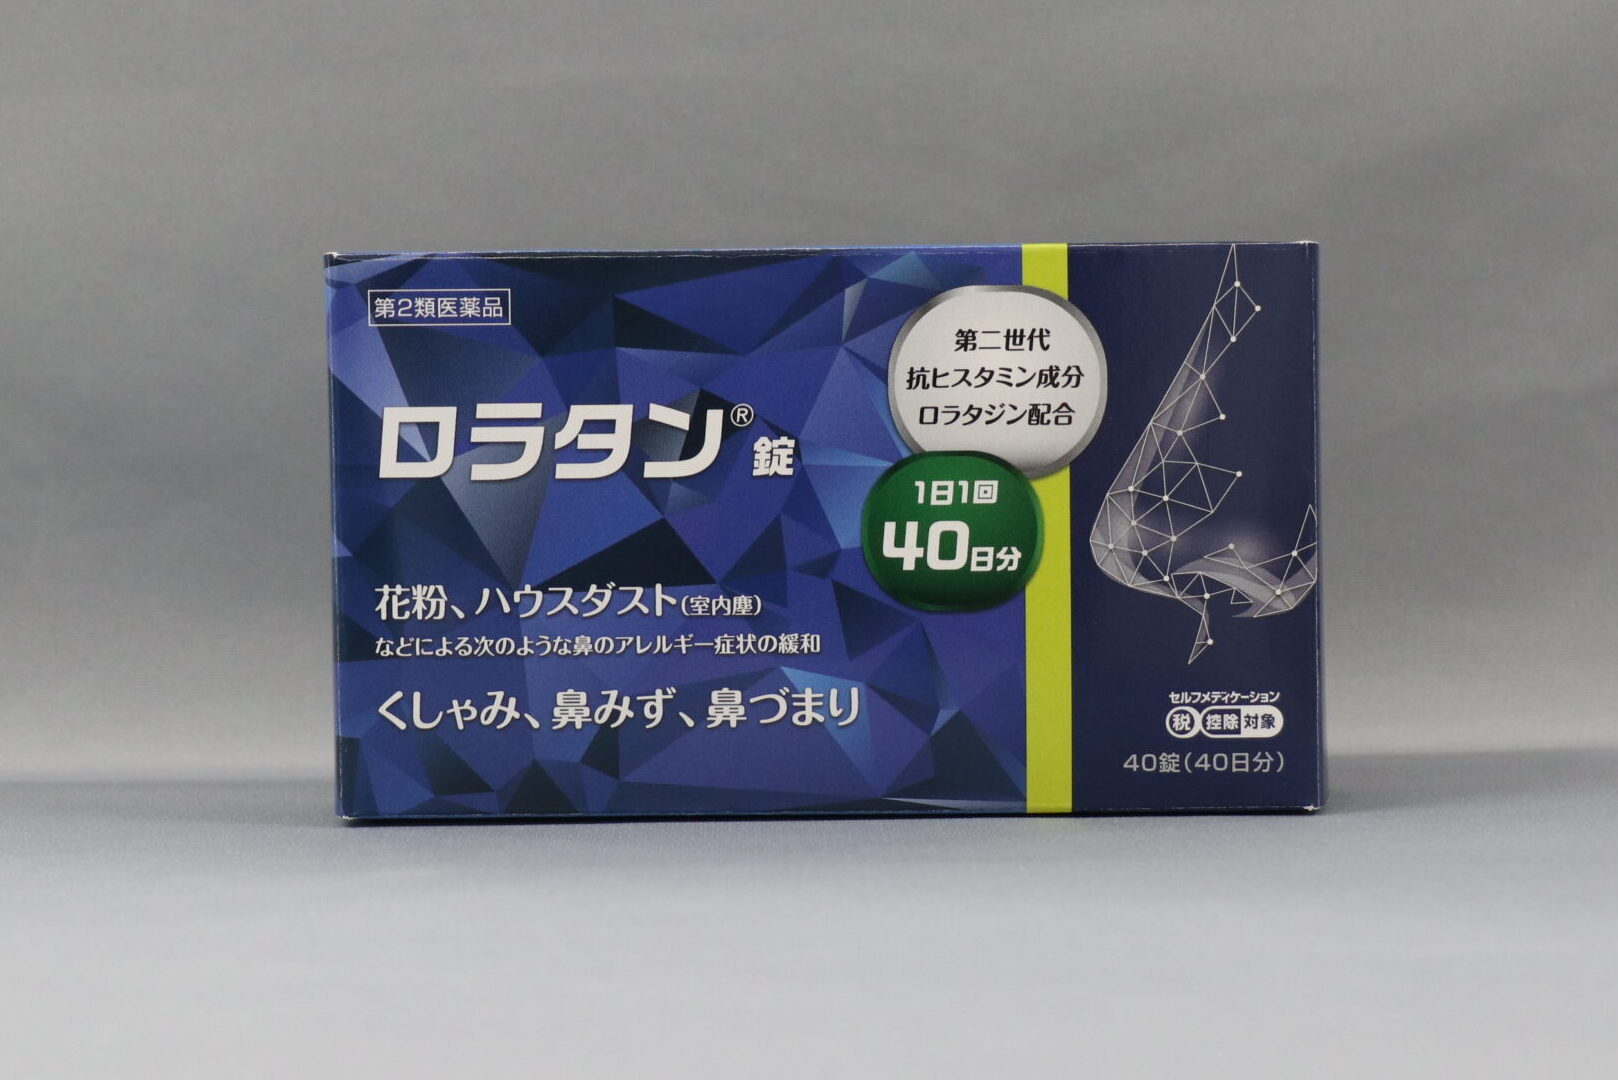 第2類医薬品
ロラタン®錠
第二世代
抗ヒスタミン成分
ロラタジン配合
1日1回
40日分
花粉、ハウスダスト(室内塵)
などによる次のような鼻のアレルギー症状の緩和
くしゃみ、鼻みず、鼻づまり
セルフメディケーション
税 控除 対象
40錠(40日分)